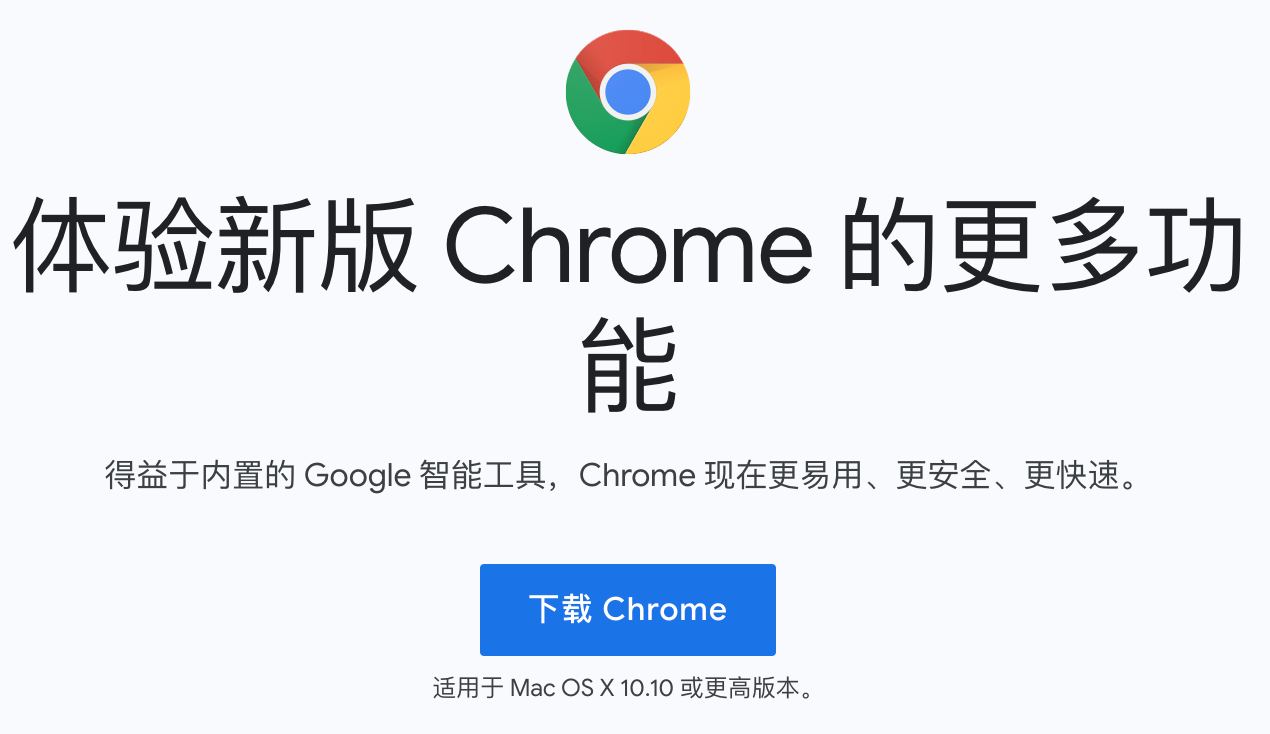 体验新版 Chrome 的更多功
能
得益于内置的 Google 智能工具，Chrome 现在更易用、更安全、更快速。
下载 Chrome
适用于 Mac OS X 10.10 或更高版本。